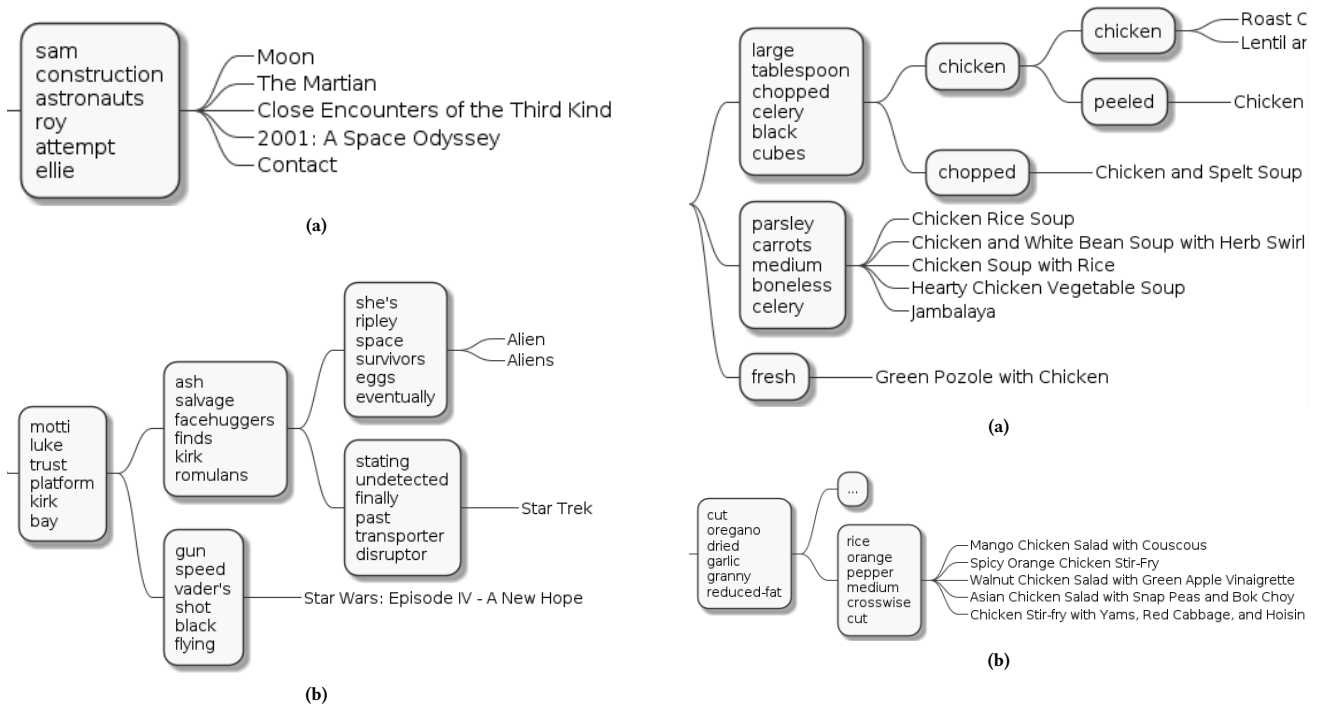 sam
construction
astronauts
roy
attempt
ellie
Moon
The Martian
Close Encounters of the Third Kind
2001: A Space Odyssey
Contact
(a)
motti
luke
trust
platform
kirk
bay
ash
salvage
facehuggers
finds
kirk
romulans
she's
ripley
space
survivors
eggs
eventually
Alien
Aliens
stating
undetected
finally
past
transporter
disruptor
Star Trek
gun
speed
vader's
shot
black
flying
Star Wars: Episode IV - A New Hope
(b)
large
tablespoon
chopped
celery
black
cubes
chicken
chicken
Roast C
Lentil ar
peeled
Chicken
chopped
Chicken and Spelt Soup
parsley
carrots
medium
boneless
celery
Chicken Rice Soup
Chicken and White Bean Soup with Herb Swirl
Chicken Soup with Rice
Hearty Chicken Vegetable Soup
Jambalaya
fresh
Green Pozole with Chicken
(a)
cut
oregano
dried
garlic
granny
reduced-fat
...
rice
orange
pepper
medium
crosswise
cut
Mango Chicken Salad with Couscous
Spicy Orange Chicken Stir-Fry
Walnut Chicken Salad with Green Apple Vinaigrette
Asian Chicken Salad with Snap Peas and Bok Choy
Chicken Stir-fry with Yams, Red Cabbage, and Hoisin
(b)